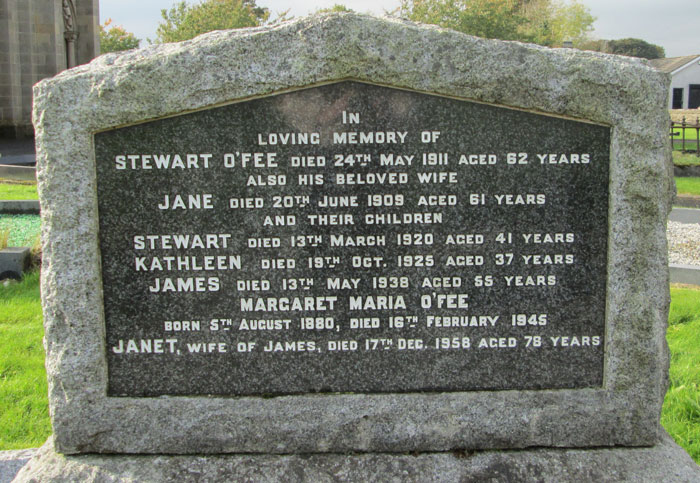 IN
LOVING MEMORY OF
STEWART O'FEE DIED 24TH MAY 1911 AGED 62 YEARS
ALSO HIS BELOVED WIFE
JANE DIED 20TH JUNE 1909 AGED 61 YEARS
AND THEIR CHILDREN
STEWART DIED 13TH MARCH 1920 AGED 41 YEARS
KATHLEEN DIED 19TH OCT. 1925 AGED 37 YEARS
JAMES DIED 13TH MAY 1938 AGED 55 YEARS
MARGARET MARIA O'FEE
BORN 5TH AUGUST 1880, DIED 16TH FEBRUARY 1945
JANET, WIFE OF JAMES, DIED 17TH DEC. 1958 AGED 78 YEARS